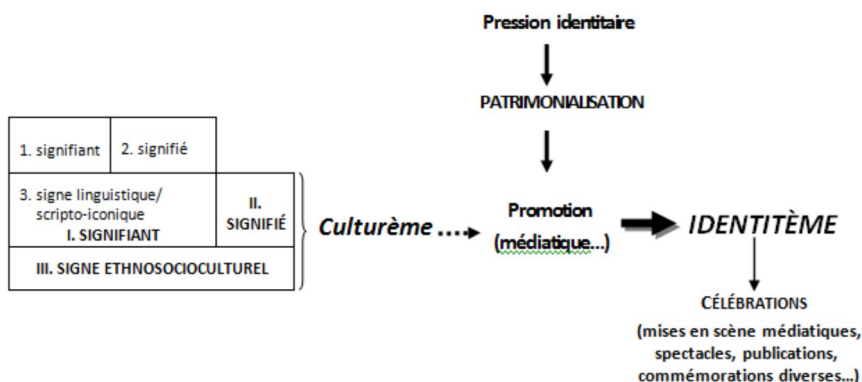 Pression identitaire
PATRIMONIALISATION
1. signifiant
2. signifié
3. signe linguistique/
scripto-iconique
I. SIGNIFIANT
II.
SIGNIFIÉ
III. SIGNE ETHNOSOCIOCULTUREL
Culturème ....
Promotion
(médiatique...)
IDENTITÈME
CÉLÉBRATIONS
(mises en scène médiatiques,
spectacles, publications,
commémorations diverses...)